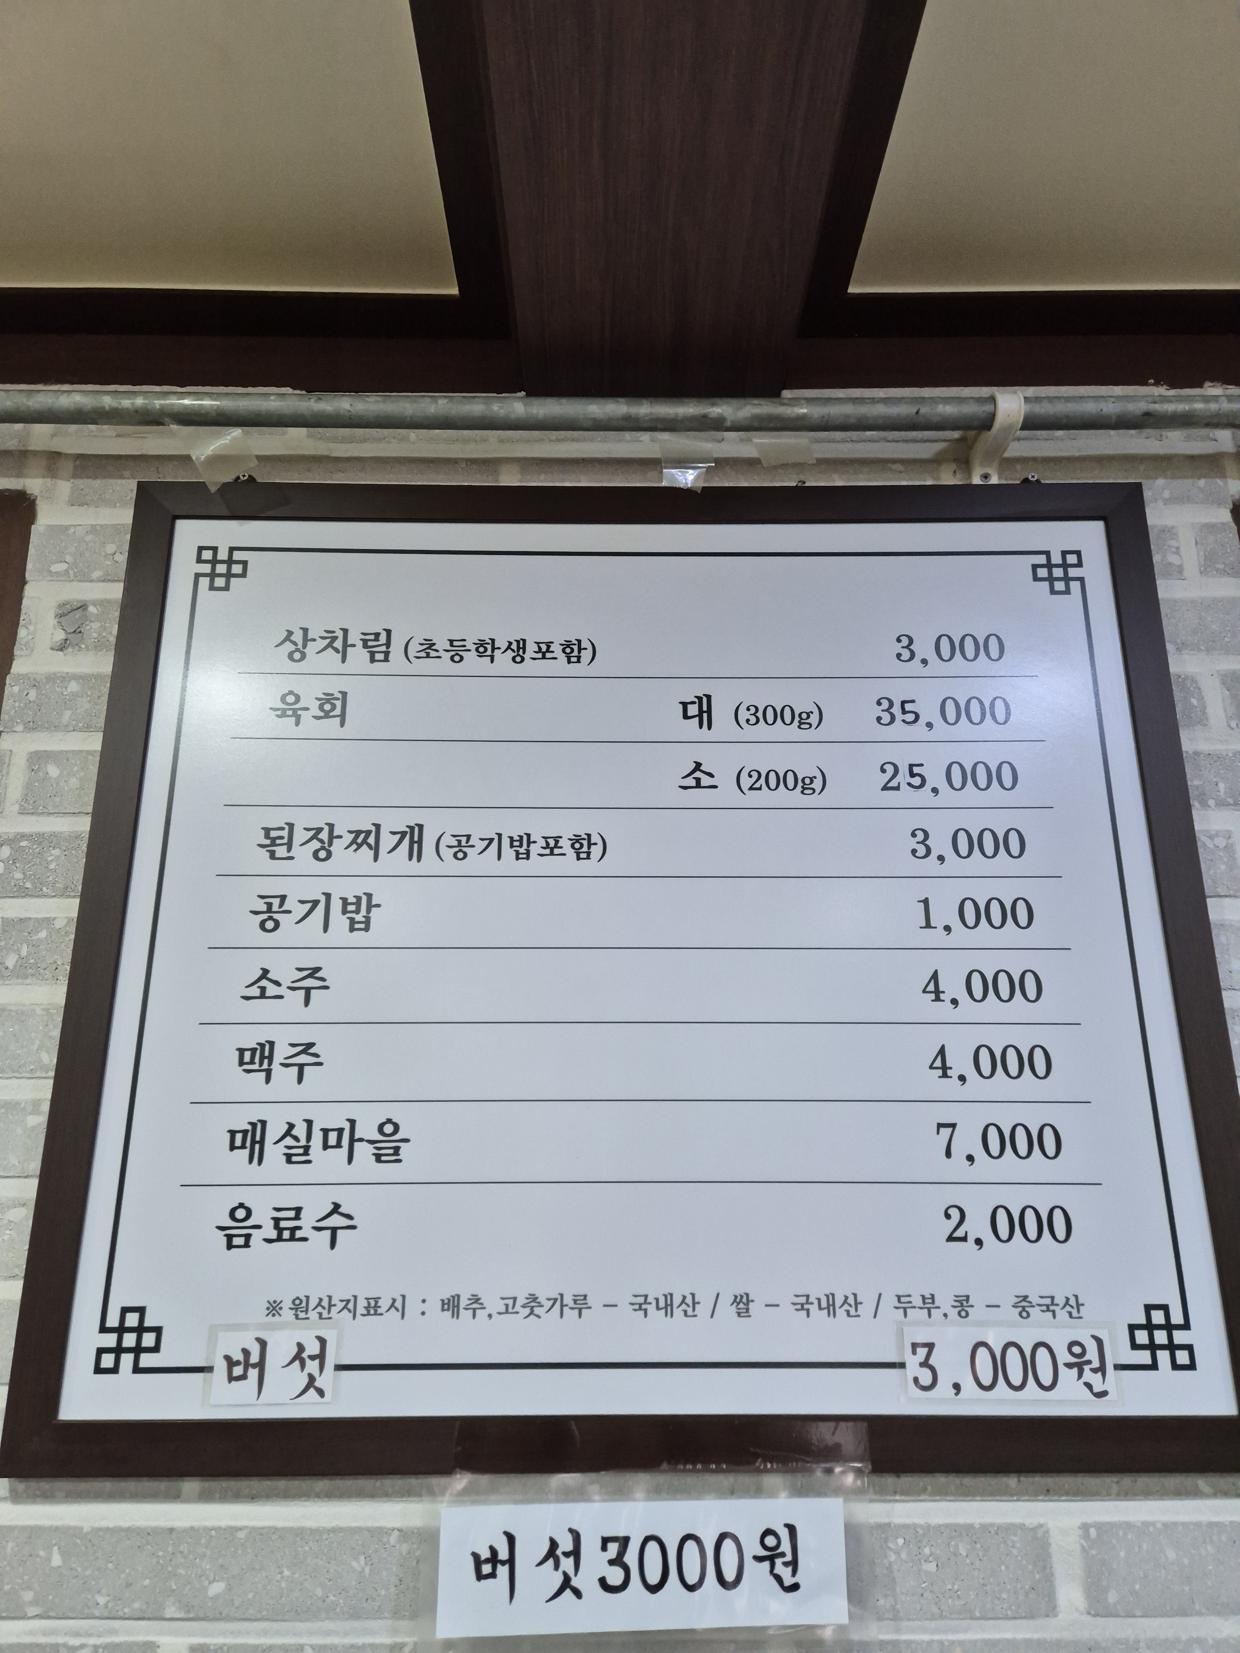 상차림 (초등학생포함) 3,000
육회 대 (300g) 35,000
소 (200g) 25,000
된장찌개 (공기밥포함) 3,000
공기밥 1,000
소주 4,000
맥주 4,000
매실마을 7,000
음료수 2,000
※원산지표시 : 배추,고춧가루 - 국내산 / 쌀 - 국내산 / 두부,콩 - 중국산
버섯 3,000원
버섯3000원